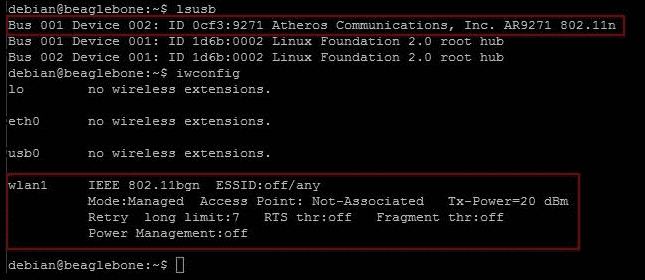 debian@beaglebone:~$ lsusb
Bus 001 Device 002: ID 0cf3:9271 Atheros Communications, Inc. AR9271 802.11n
Bus 001 Device 001: ID 1d6b:0002 Linux Foundation 2.0 root hub
Bus 002 Device 001: ID 1d6b:0002 Linux Foundation 2.0 root hub
debian@beaglebone:~$ iwconfig
lo        no wireless extensions.
eth0      no wireless extensions.
usb0      no wireless extensions.
wlan1     IEEE 802.11bgn  ESSID:off/any
          Mode:Managed  Access Point: Not-Associated   Tx-Power=20 dBm
          Retry  long limit:7   RTS thr:off   Fragment thr:off
          Power Management:off
debian@beaglebone:~$